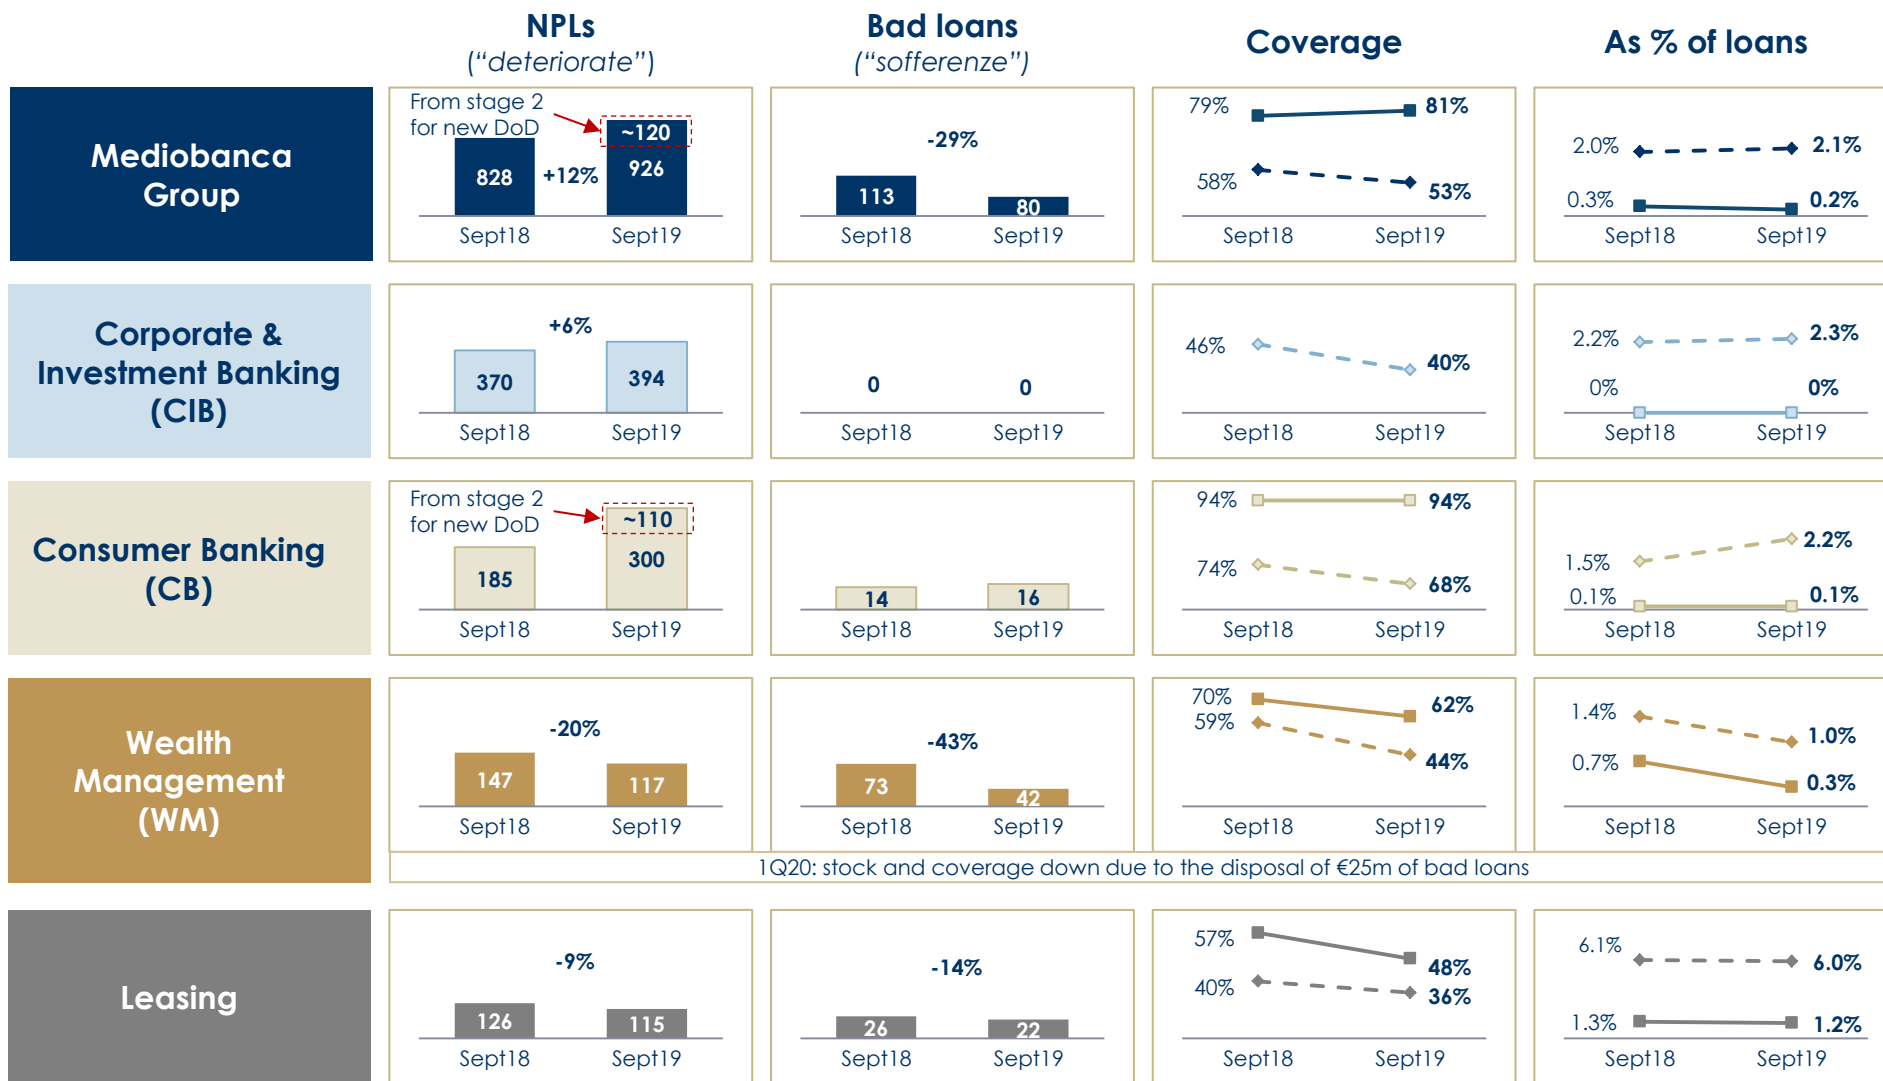 NPLs
(“deteriorate”)
Bad loans
(“sofferenze”)
Coverage
As % of loans
Mediobanca
Group
From stage 2
for new DoD
~120
828
+12%
926
Sept18
Sept19
-29%
113
80
Sept18
Sept19
79%
81%
58%
53%
Sept18
Sept19
2.0%
2.1%
0.3%
0.2%
Sept18
Sept19
Corporate &
Investment Banking
(CIB)
+6%
370
394
Sept18
Sept19
0
0
Sept18
Sept19
46%
40%
Sept18
Sept19
2.2%
2.3%
0%
0%
Sept18
Sept19
Consumer Banking
(CB)
From stage 2
for new DoD
~110
185
300
Sept18
Sept19
14
16
Sept18
Sept19
94%
94%
74%
68%
Sept18
Sept19
1.5%
2.2%
0.1%
0.1%
Sept18
Sept19
Wealth
Management
(WM)
-20%
147
117
Sept18
Sept19
-43%
73
42
Sept18
Sept19
70%
62%
59%
44%
Sept18
Sept19
1.4%
1.0%
0.7%
0.3%
Sept18
Sept19
1Q20: stock and coverage down due to the disposal of €25m of bad loans
Leasing
-9%
126
115
Sept18
Sept19
-14%
26
22
Sept18
Sept19
57%
48%
40%
36%
Sept18
Sept19
6.1%
6.0%
1.3%
1.2%
Sept18
Sept19